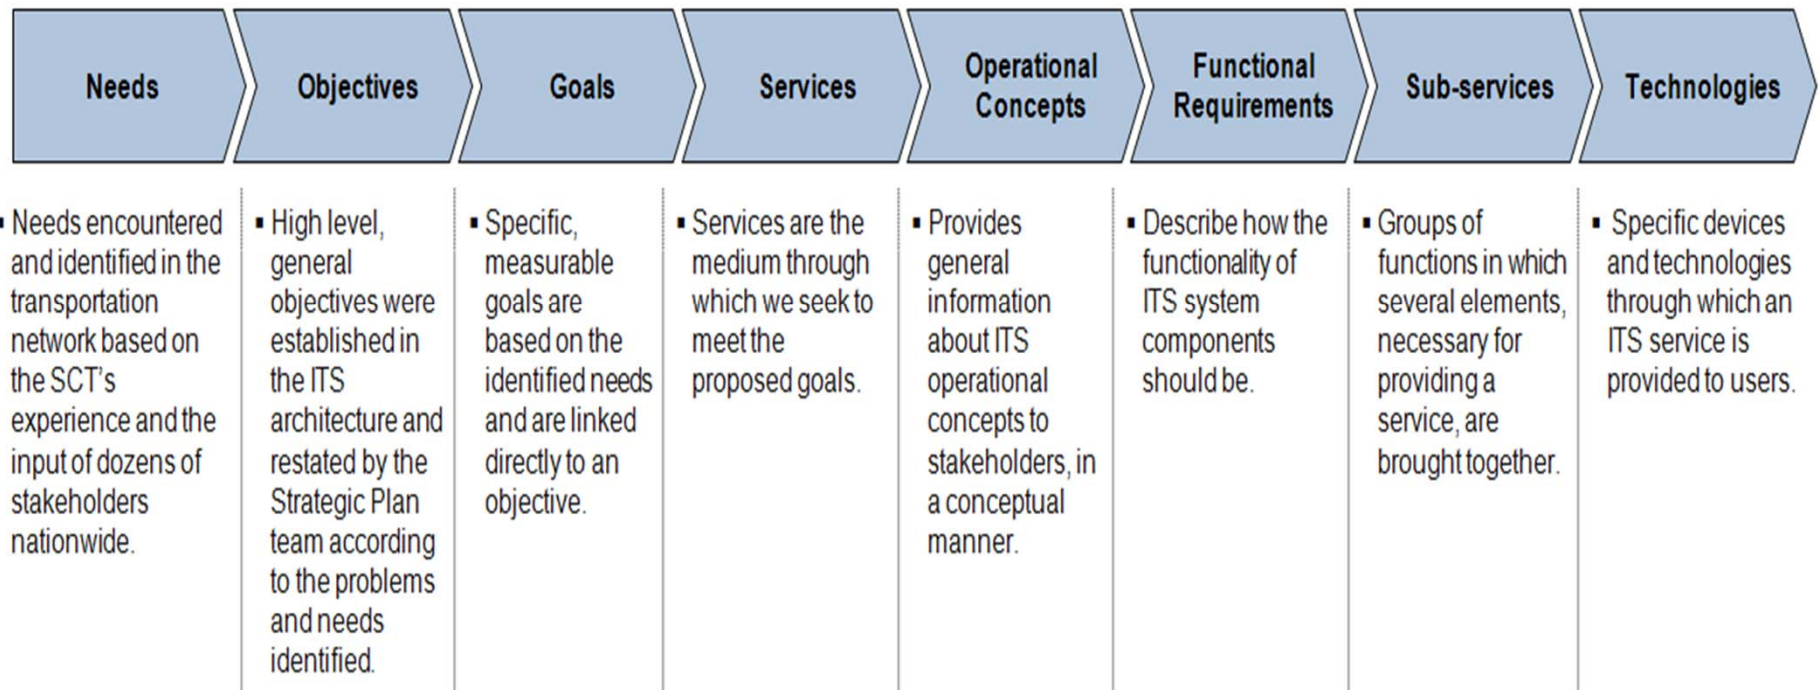 Needs
Objectives
Goals
Services
Operational
Concepts
Functional
Requirements
Sub-services
Technologies
▪ Needs encountered
and identified in the
transportation
network based on
the SCT's
experience and the
input of dozens of
stakeholders
nationwide.
▪ High level,
general
objectives were
established in
the ITS
architecture and
restated by the
Strategic Plan
team according
to the problems
and needs
identified.
▪ Specific,
measurable
goals are
based on the
identified needs
and are linked
directly to an
objective.
▪ Services are the
medium through
which we seek to
meet the
proposed goals.
▪ Provides
general
information
about ITS
operational
concepts to
stakeholders, in
a conceptual
manner.
▪ Describe how the
functionality of
ITS system
components
should be.
▪ Groups of
functions in which
several elements,
necessary for
providing a
service, are
brought together.
▪ Specific devices
and technologies
through which an
ITS service is
provided to users.